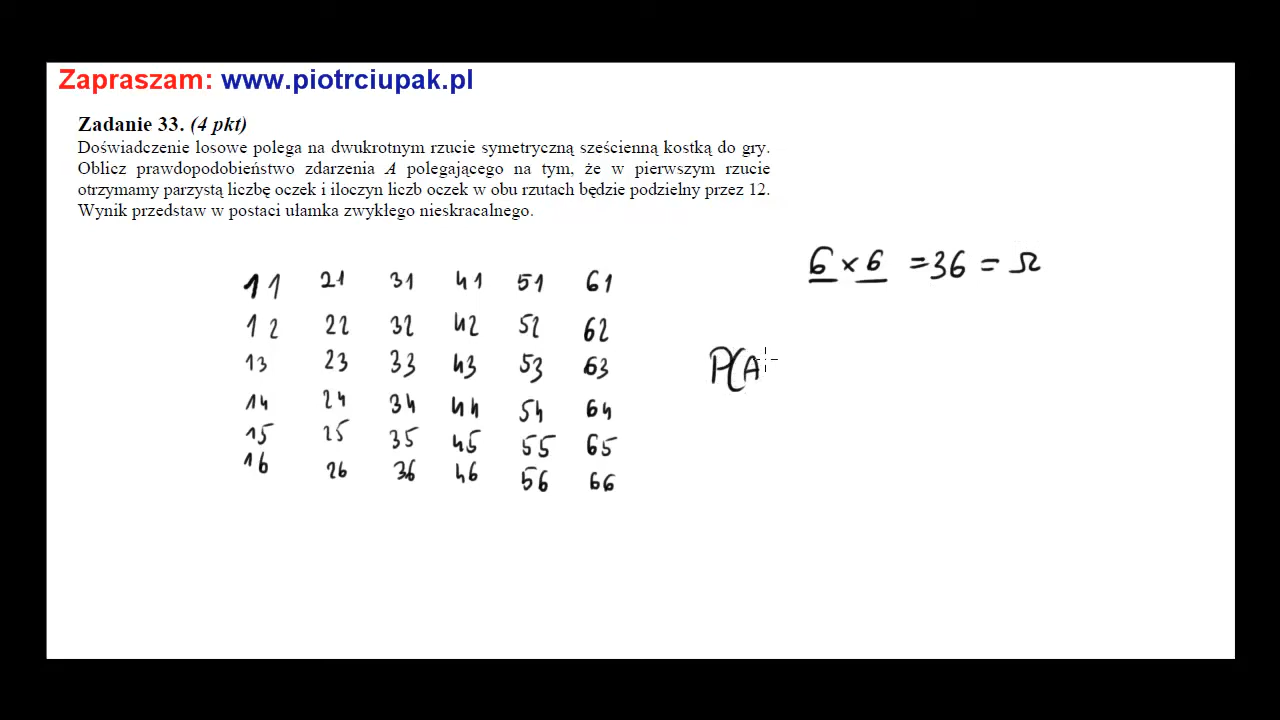 Zapraszam: www.piotrciupak.pl
Zadanie 33. (4 pkt)
Doświadczenie losowe polega na dwukrotnym rzucie symetryczną sześcienną kostką do gry.
Oblicz prawdopodobieństwo zdarzenia A polegającego na tym, że w pierwszym rzucie
otrzymamy parzystą liczbę oczek i iloczyn liczb oczek w obu rzutach będzie podzielny przez 12.
Wynik przedstaw w postaci ułamka zwykłego nieskracalnego.
11 21 31 41 51 61
12 22 32 42 52 62
13 23 33 43 53 63
14 24 34 44 54 64
15 25 35 45 55 65
16 26 36 46 56 66
6 × 6 = 36 = Ω
P(A